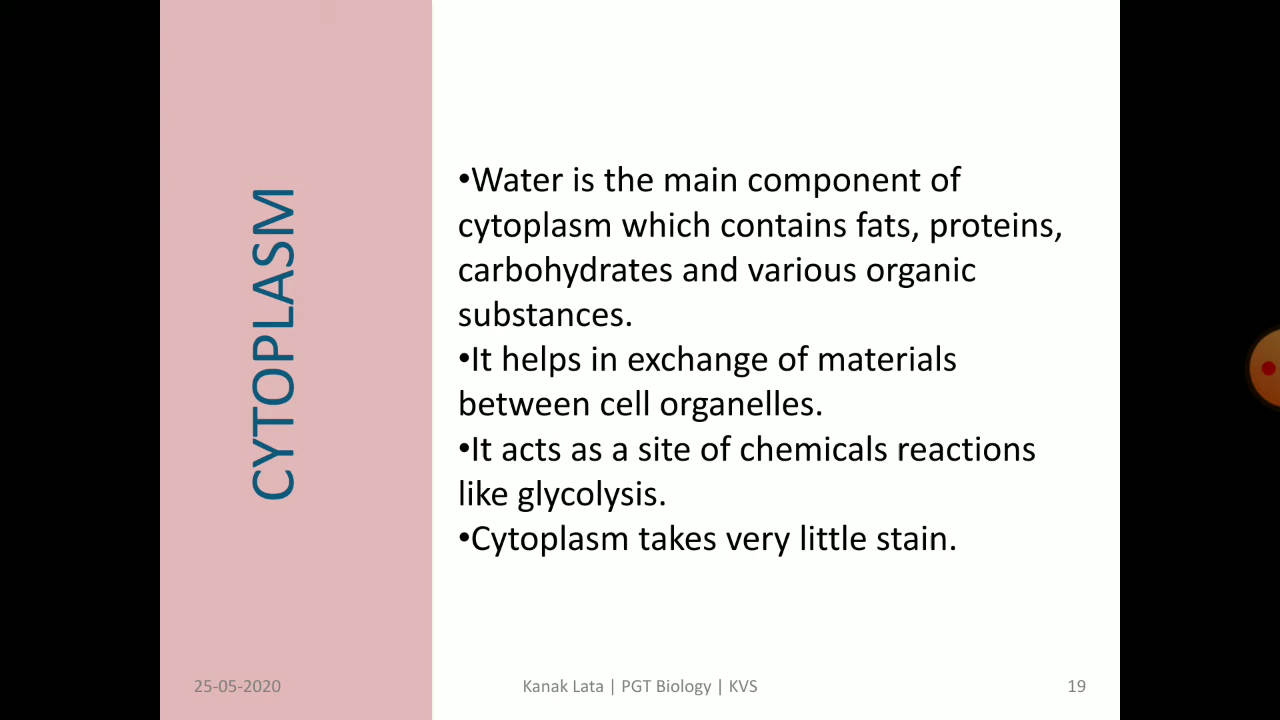 CYTOPLASM
•Water is the main component of
cytoplasm which contains fats, proteins,
carbohydrates and various organic
substances.
•It helps in exchange of materials
between cell organelles.
•It acts as a site of chemicals reactions
like glycolysis.
•Cytoplasm takes very little stain.
25-05-2020
Kanak Lata | PGT Biology | KVS
19